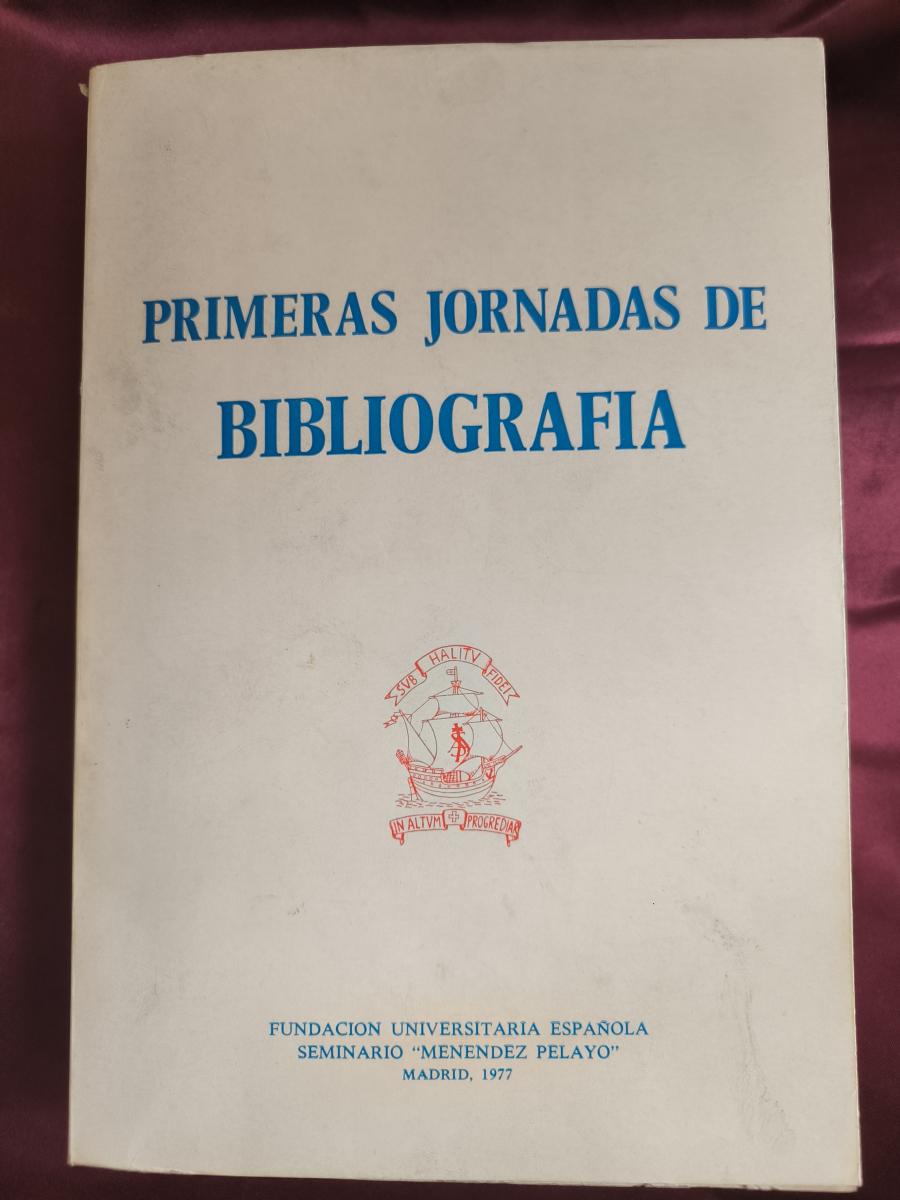 PRIMERAS JORNADAS DE
BIBLIOGRAFIA
SVB HALITV FIDEI
IN ALTVM PROGREDIAR
FUNDACION UNIVERSITARIA ESPAÑOLA
SEMINARIO "MENENDEZ PELAYO"
MADRID, 1977